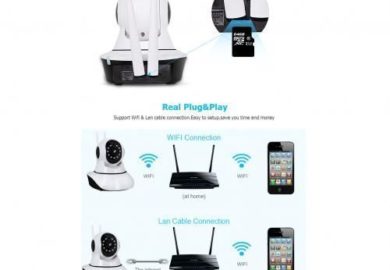 Real Plug&Play
Support Wifi & Lan cable connection.Easy to setup,save you time and money
WIFI Connection
WIFI WIFI
(at home)
Lan Cable Connection
WIFI